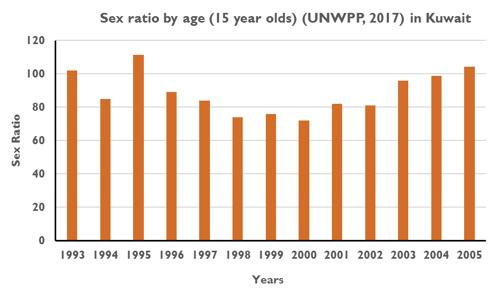 Sex ratio by age (15 year olds) (UNWPP, 2017) in Kuwait
120
100
80
60
40
20
0
Sex Ratio
1993 1994 1995 1996 1997 1998 1999 2000 2001 2002 2003 2004 2005
Years